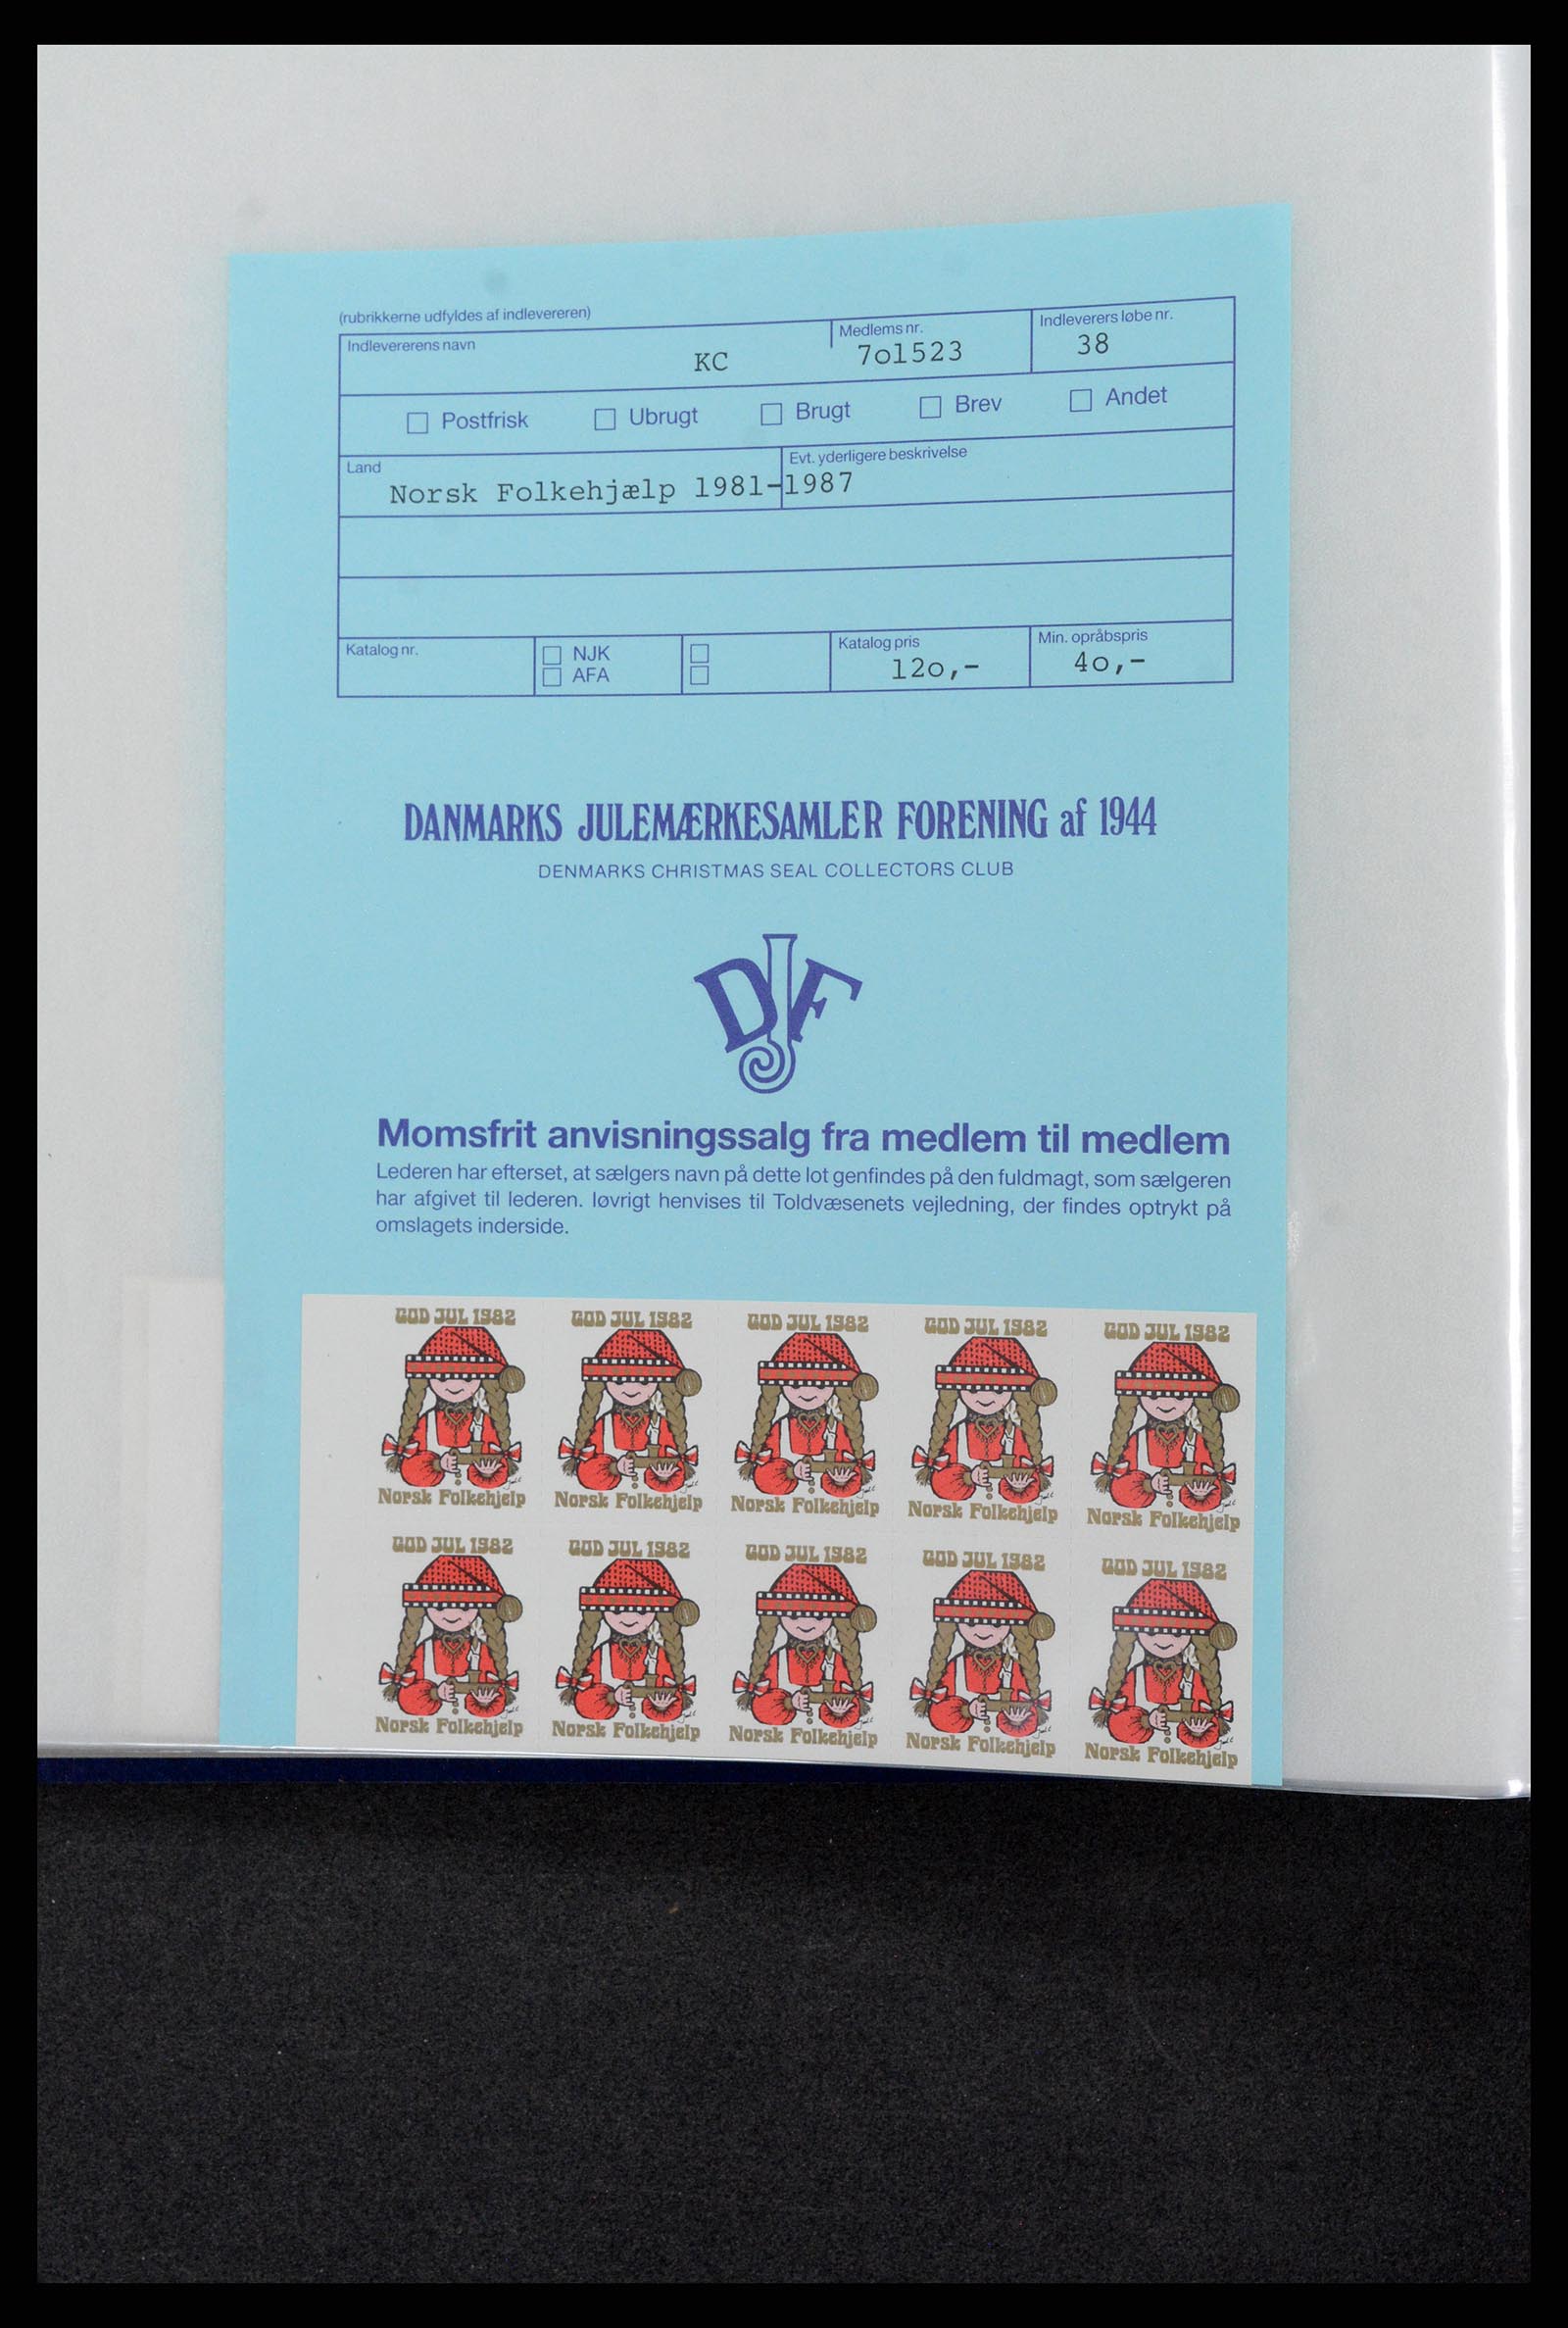 (rubrikkerne udfyldes af indlevereren)
Indlevererens navn
KC
Medlems nr.
7o1523
Indleverers løbe nr.
38
Postfrisk Ubrugt Brugt Brev Andet
Land
Evt. yderligere beskrivelse
Norsk Folkehjælp 1981-1987
Katalog nr.
NJK
AFA
Katalog pris
12o,-
Min. opråbspris
4o,-
DANMARKS JULEMÆRKESAMLER FORENING af 1944
DENMARKS CHRISTMAS SEAL COLLECTORS CLUB
DJF
Momsfrit anvisningssalg fra medlem til medlem
Lederen har efterset, at sælgers navn på dette lot genfindes på den fuldmagt, som sælgeren
har afgivet til lederen. Iøvrigt henvises til Toldvæsenets vejledning, der findes optrykt på
omslagets inderside.
GOD JUL 1982 GOD JUL 1982 GOD JUL 1982 GOD JUL 1982 GOD JUL 1982
Norsk Folkehjelp Norsk Folkehjelp Norsk Folkehjelp Norsk Folkehjelp Norsk Folkehjelp
GOD JUL 1982 GOD JUL 1982 GOD JUL 1982 GOD JUL 1982 GOD JUL 1982
Norsk Folkehjelp Norsk Folkehjelp Norsk Folkehjelp Norsk Folkehjelp Norsk Folkehjelp